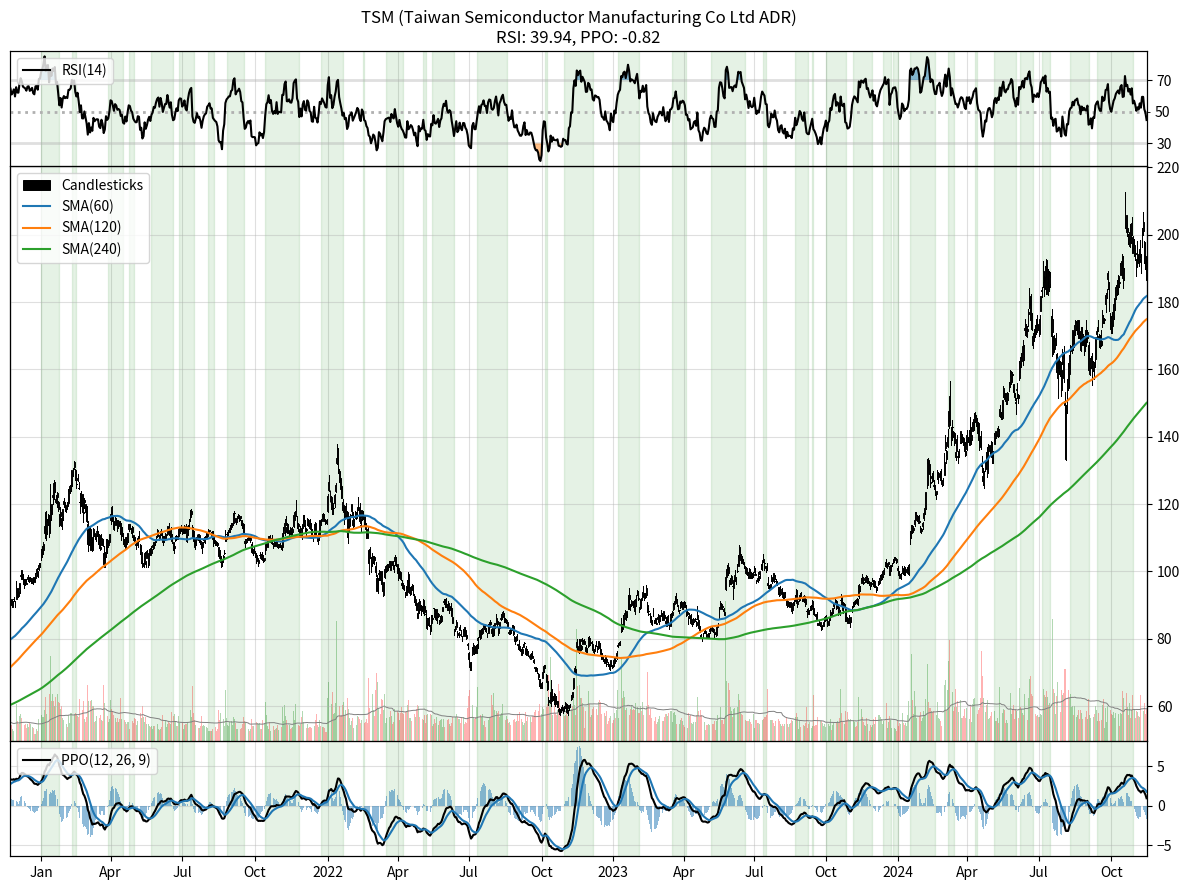 TSM (Taiwan Semiconductor Manufacturing Co Ltd ADR)
RSI: 39.94, PPO: -0.82
RSI(14)
70
50
30
Candlesticks
SMA(60)
SMA(120)
SMA(240)
220
200
180
160
140
120
100
80
60
PPO(12, 26, 9)
5
0
−5
Jan Apr Jul Oct 2022 Apr Jul Oct 2023 Apr Jul Oct 2024 Apr Jul Oct